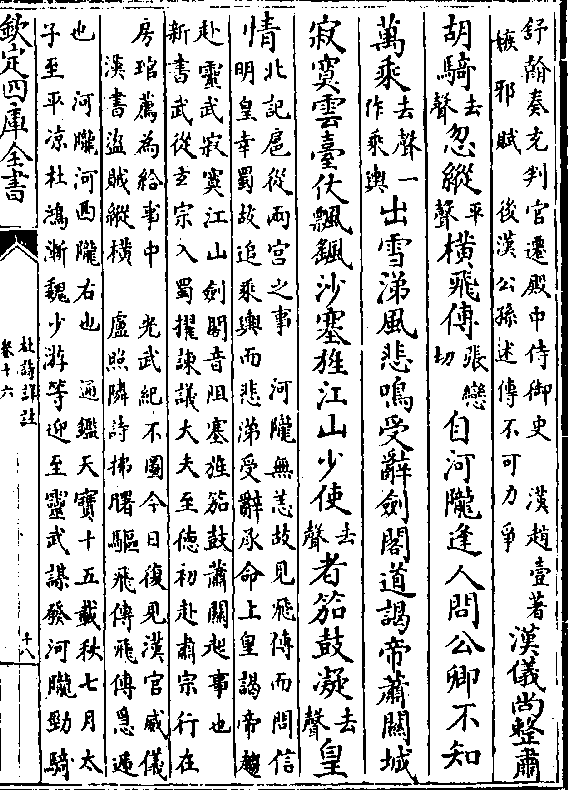 舒翰奏充判官遷殿中侍御史　漢趙壹著
嫉邪賦　後漢公孫述傳不可力爭
漢儀尚整肅
胡騎去聲忽縱平聲橫飛傳張戀切自河隴逢人問公卿不知
萬乘去聲一作乘輿出雪涕風悲鳴受辭劍閣道謁帝蕭關城
寂寞雲臺仗飄颻沙塞旌江山少使去聲者笳鼓凝去聲皇
情
此記扈從兩宮之事　河隴無恙故見飛傳而問信
明皇幸蜀故追乘輿而悲涕受辭承命上皇謁帝趨
赴靈武寂寞江山劍閣音阻塞旌笳鼓蕭關起事也
新書武從玄宗入蜀擢諫議大夫至德初赴肅宗行在
房琯薦為給事中　光武紀不圖今日復見漢官威儀
漢書盜賊縱橫　盧照隣詩拂曙驅飛傳飛傳急遞
也　河隴河西隴右也　通鑑天寶十五載秋七月太
子至平涼杜鴻漸魏少游等迎至靈武謀發河隴勁騎
欽定四庫全書
杜詩詳註
卷十六
十八